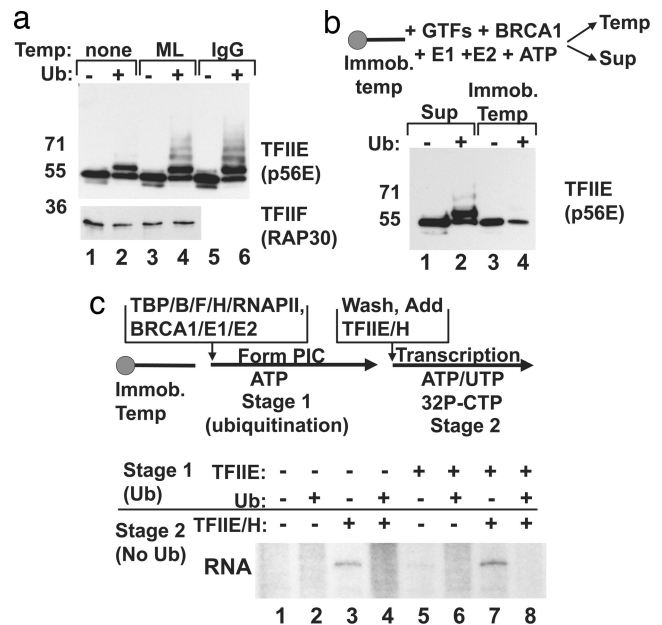 a
Temp: none ML IgG
Ub: - + - + - +
71
55
TFIIE
(p56E)
36
TFIIF
(RAP30)
1 2 3 4 5 6
b
+ GTFs + BRCA1
+ E1 +E2 + ATP
Immob.
temp
Temp
Sup
Immob.
Sup Temp
Ub: - + - +
71
55
TFIIE
(p56E)
1 2 3 4
c
TBP/B/F/H/RNAPII,
BRCA1/E1/E2
Wash, Add
TFIIE/H
Immob.
Temp
Form PIC
ATP
Stage 1
(ubiquitination)
Transcription
ATP/UTP
32P-CTP
Stage 2
Stage 1
(Ub)
TFIIE: - - - - + + + +
Ub: - + - + - + - +
Stage 2
(No Ub)
TFIIE/H: - - + + - - + +
RNA
1 2 3 4 5 6 7 8